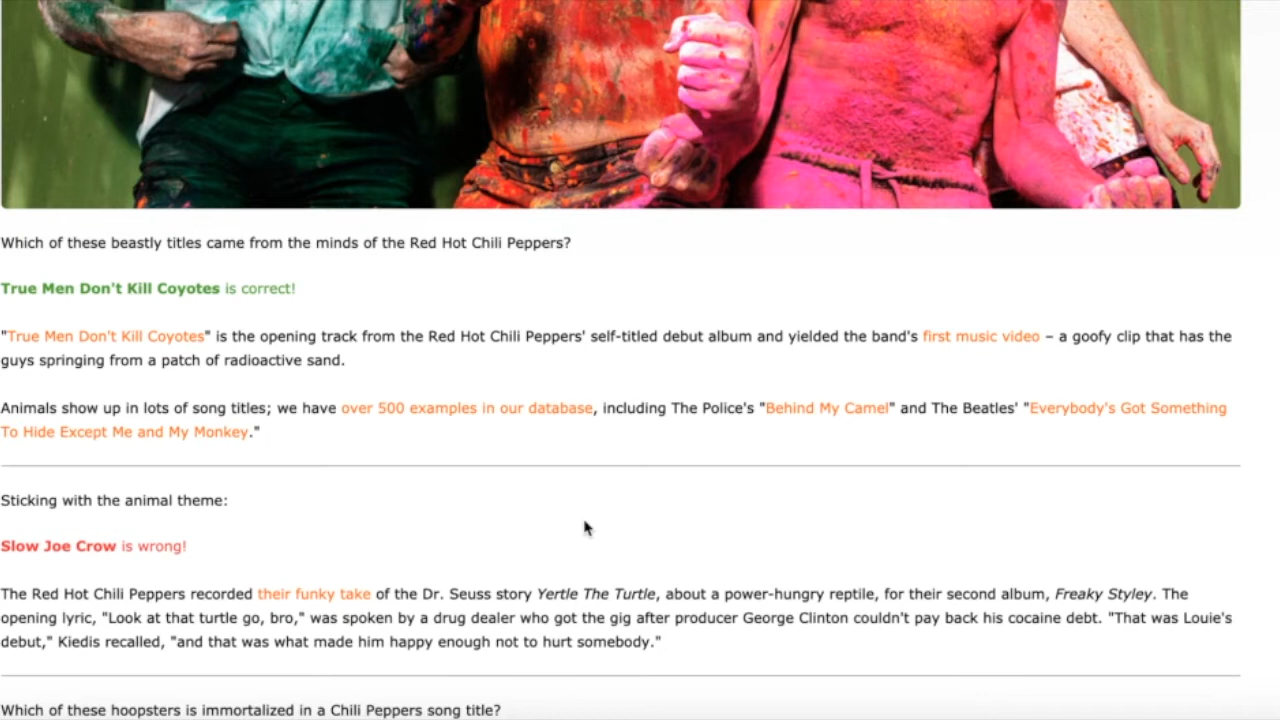 Which of these beastly titles came from the minds of the Red Hot Chili Peppers?
True Men Don't Kill Coyotes is correct!
"True Men Don't Kill Coyotes" is the opening track from the Red Hot Chili Peppers' self-titled debut album and yielded the band's first music video – a goofy clip that has the
guys springing from a patch of radioactive sand.
Animals show up in lots of song titles; we have over 500 examples in our database, including The Police's "Behind My Camel" and The Beatles' "Everybody's Got Something
To Hide Except Me and My Monkey."
Sticking with the animal theme:
Slow Joe Crow is wrong!
The Red Hot Chili Peppers recorded their funky take of the Dr. Seuss story Yertle The Turtle, about a power-hungry reptile, for their second album, Freaky Styley. The
opening lyric, "Look at that turtle go, bro," was spoken by a drug dealer who got the gig after producer George Clinton couldn't pay back his cocaine debt. "That was Louie's
debut," Kiedis recalled, "and that was what made him happy enough not to hurt somebody."
Which of these hoopsters is immortalized in a Chili Peppers song title?